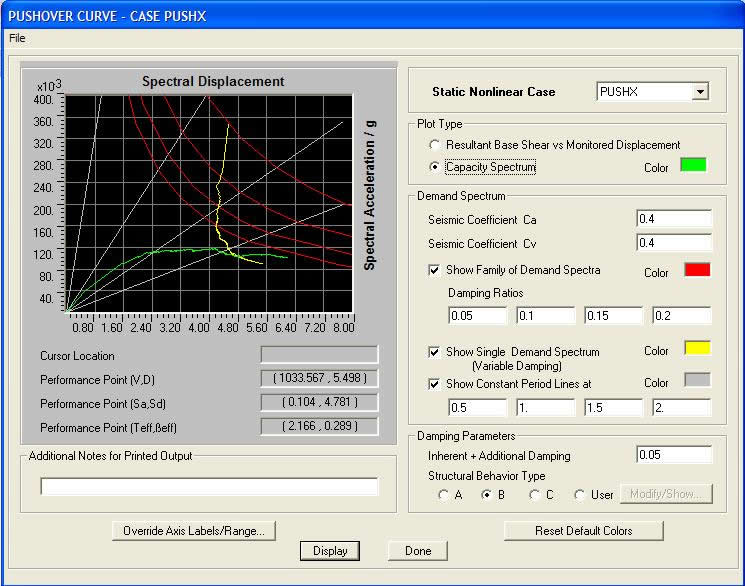 PUSHOVER CURVE - CASE PUSHX
File
Spectral Displacement
x10³
400.
360.
320.
280.
240.
200.
160.
120.
80.
40.
0.80 1.60 2.40 3.20 4.00 4.80 5.60 6.40 7.20 8.00
Spectral Acceleration / g
Cursor Location
Performance Point (V,D) (1033.567 , 5.498 )
Performance Point (Sa,Sd) ( 0.104 , 4.781 )
Performance Point (Teff,ßeff) ( 2.166 , 0.289 )
Additional Notes for Printed Output
Override Axis Labels/Range...
Static Nonlinear Case PUSHX
Plot Type
Resultant Base Shear vs Monitored Displacement
Capacity Spectrum Color
Demand Spectrum
Seismic Coefficient Ca 0.4
Seismic Coefficient Cv 0.4
Show Family of Demand Spectra Color
Damping Ratios
0.05 0.1 0.15 0.2
Show Single Demand Spectrum Color
(Variable Damping)
Show Constant Period Lines at Color
0.5 1. 1.5 2.
Damping Parameters
Inherent + Additional Damping 0.05
Structural Behavior Type
A B C User Modify/Show...
Reset Default Colors
Display Done